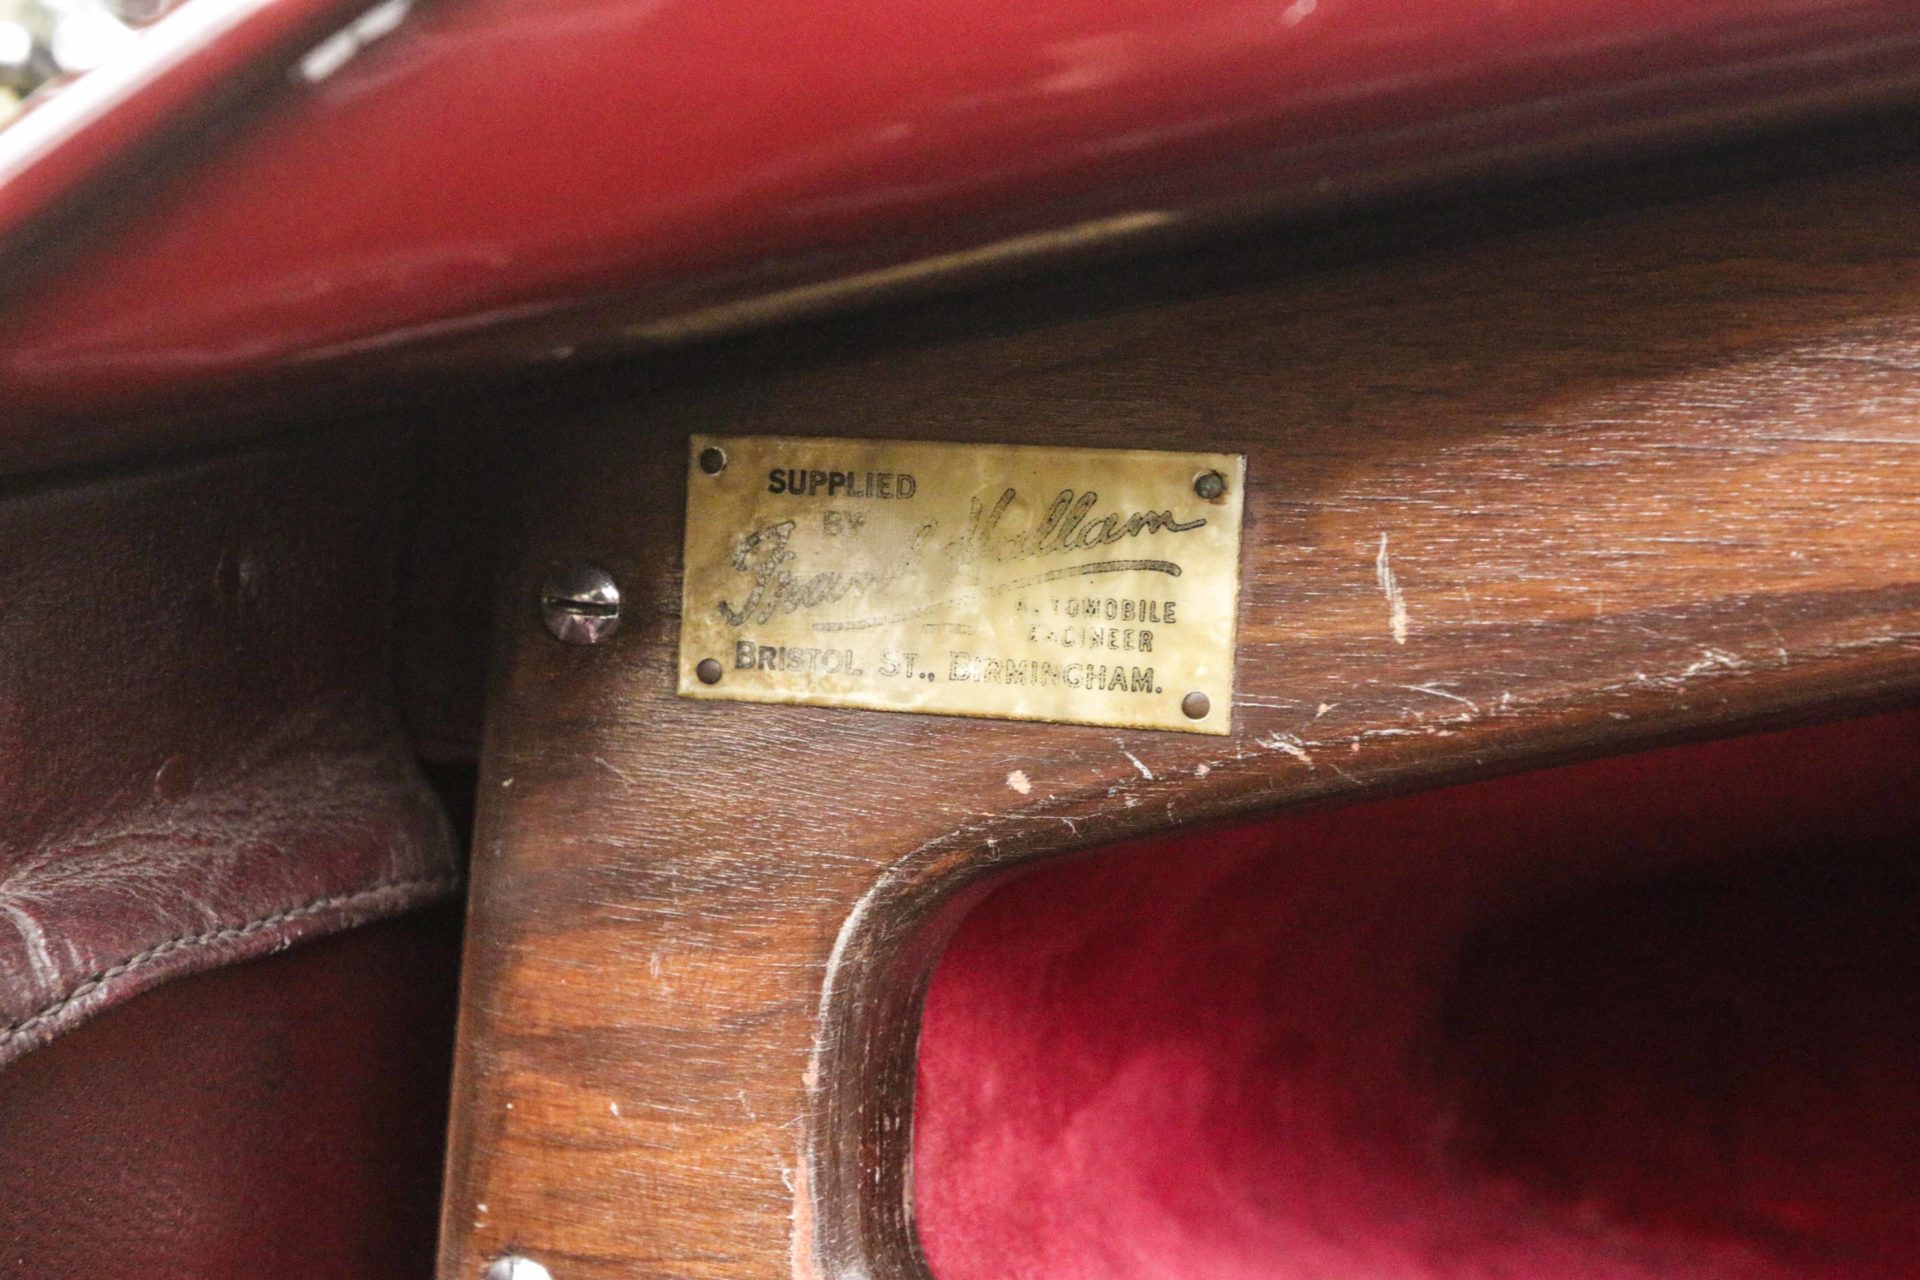 SUPPLIED
BY
Frank Hallam
AUTOMOBILE
ENGINEER
BRISTOL ST., BIRMINGHAM.